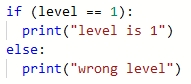 if (level == 1):
  print("level is 1")
else:
  print("wrong level")